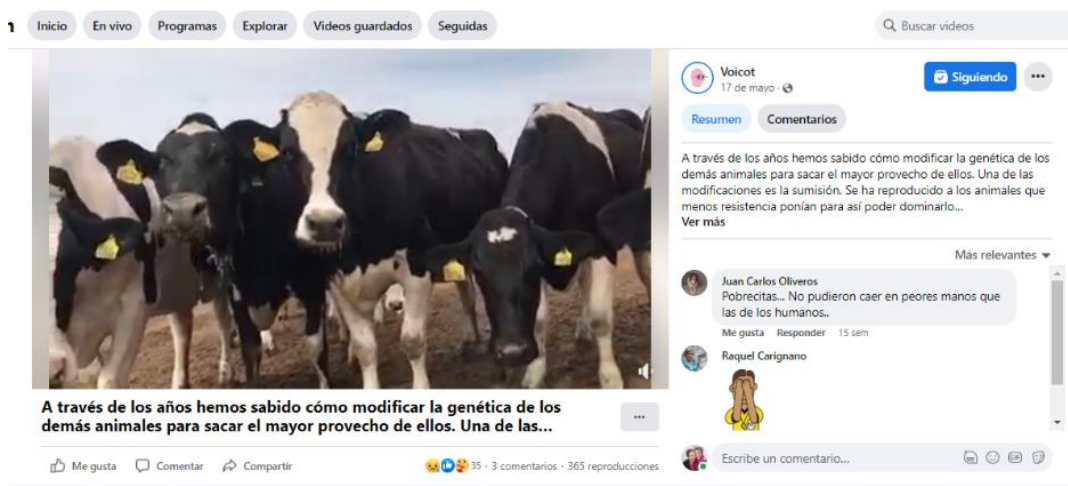 Inicio
En vivo
Programas
Explorar
Videos guardados
Seguidas
Buscar videos
Voicot
17 de mayo ·
Siguiendo
Resumen
Comentarios
A través de los años hemos sabido cómo modificar la genética de los
demás animales para sacar el mayor provecho de ellos. Una de las
modificaciones es la sumisión. Se ha reproducido a los animales que
menos resistencia ponían para así poder dominarlo...
Ver más
Más relevantes
Juan Carlos Oliveros
Pobrecitas... No pudieron caer en peores manos que
las de los humanos..
Me gusta Responder 15 sem
Raquel Carignano
Escribe un comentario...
GIF
A través de los años hemos sabido cómo modificar la genética de los
demás animales para sacar el mayor provecho de ellos. Una de las...
Me gusta Comentar Compartir
35 · 3 comentarios · 365 reproducciones